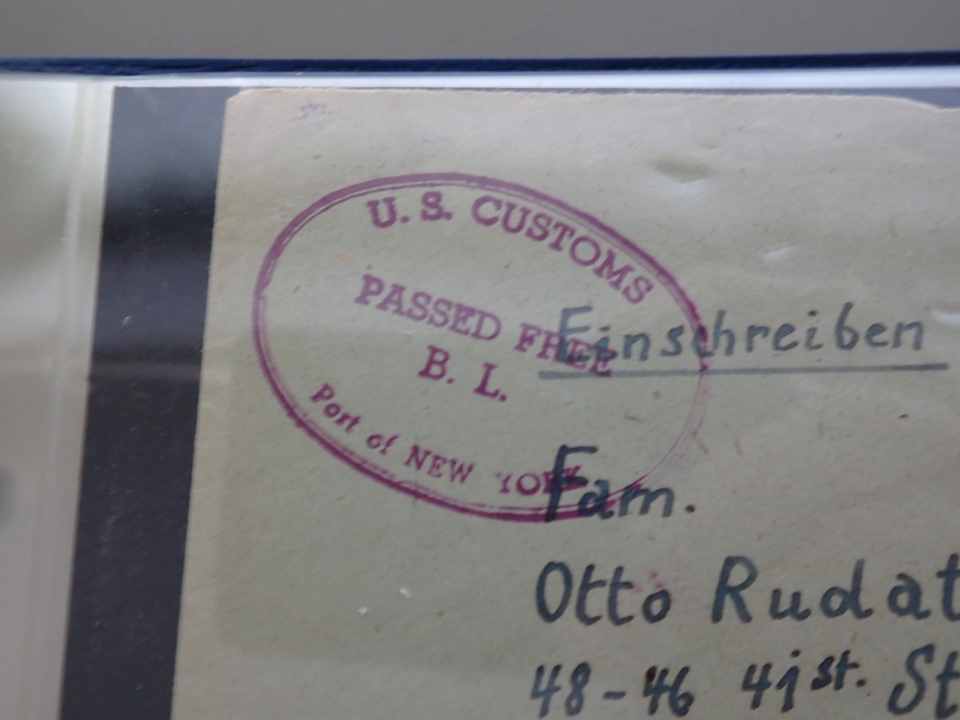 U. S. CUSTOMS
PASSED FREE
B. L.
Port of NEW YORK
Einschreiben
Fam.
Otto Rudat
48-46 41st. St